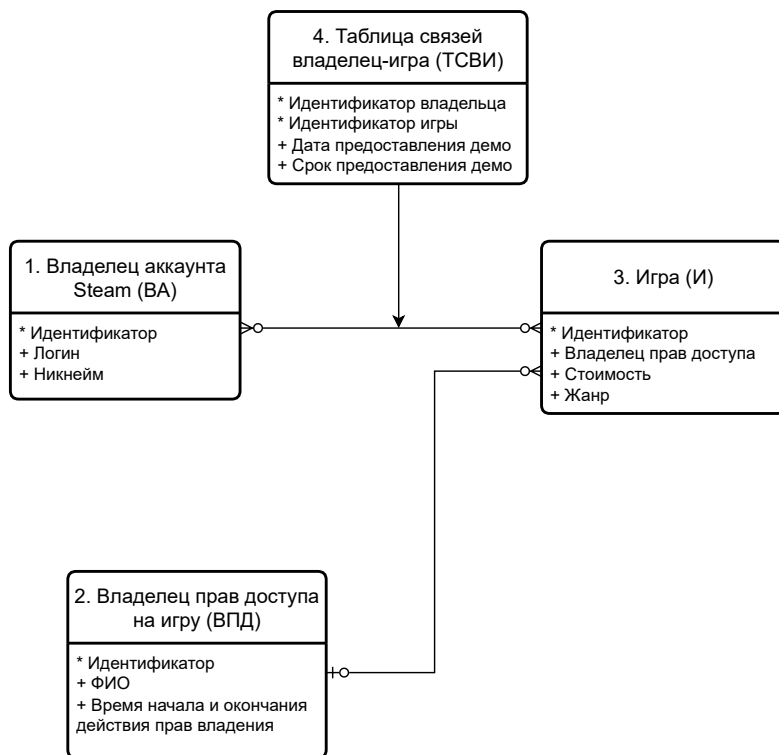 4. Таблица связей
владелец-игра (ТСВИ)
* Идентификатор владельца
* Идентификатор игры
+ Дата предоставления демо
+ Срок предоставления демо
1. Владелец аккаунта
Steam (ВА)
* Идентификатор
+ Логин
+ Никнейм
3. Игра (И)
* Идентификатор
+ Владелец прав доступа
+ Стоимость
+ Жанр
2. Владелец прав доступа
на игру (ВПД)
* Идентификатор
+ ФИО
+ Время начала и окончания
действия прав владения